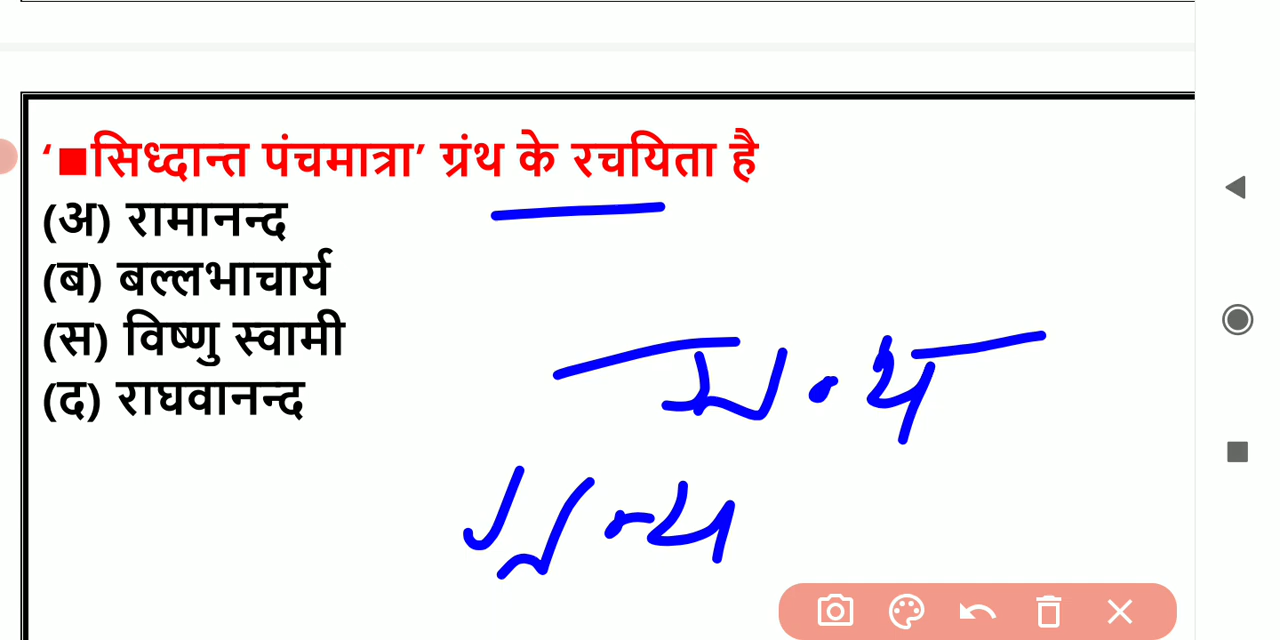 ‘■सिध्दान्त पंचमात्रा’ ग्रंथ के रचयिता है
(अ) रामानन्द
(ब) बल्लभाचार्य
(स) विष्णु स्वामी
(द) राघवानन्द